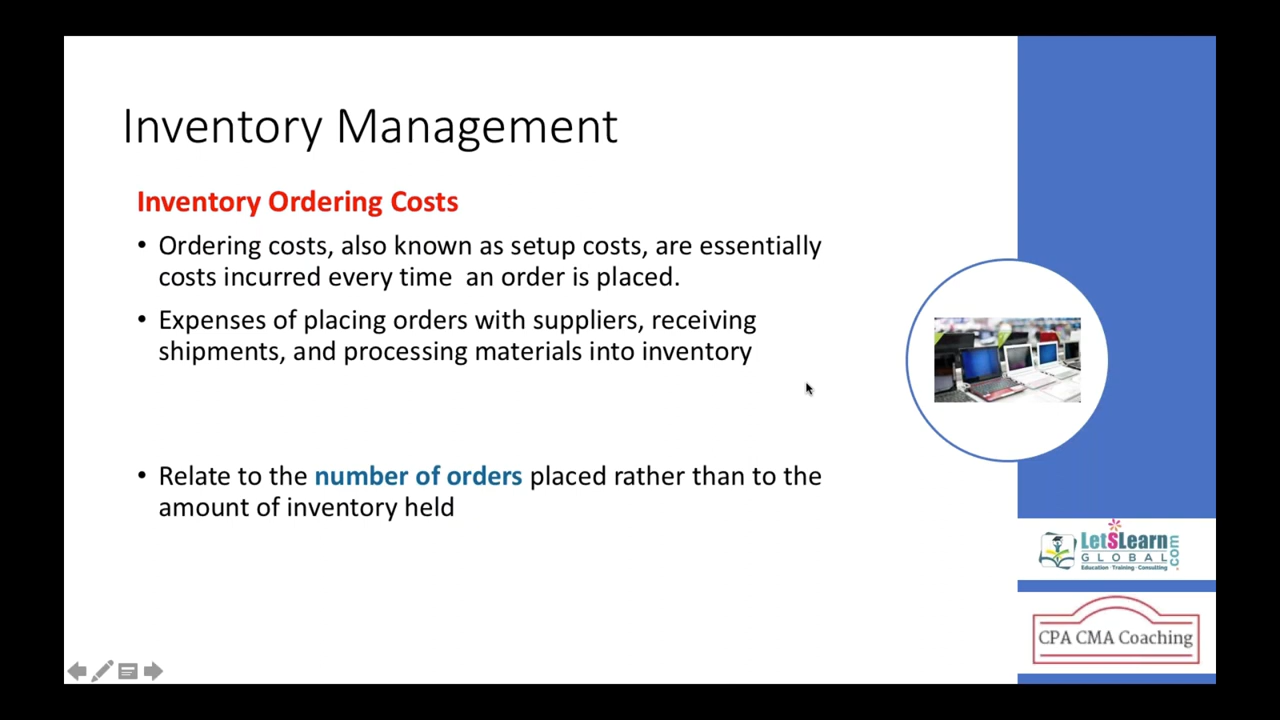 Inventory Management
Inventory Ordering Costs
• Ordering costs, also known as setup costs, are essentially
costs incurred every time  an order is placed.
• Expenses of placing orders with suppliers, receiving
shipments, and processing materials into inventory
• Relate to the number of orders placed rather than to the
amount of inventory held
LetSLearn
GLOBAL
.com
Education · Training · Consulting
CPA CMA Coaching